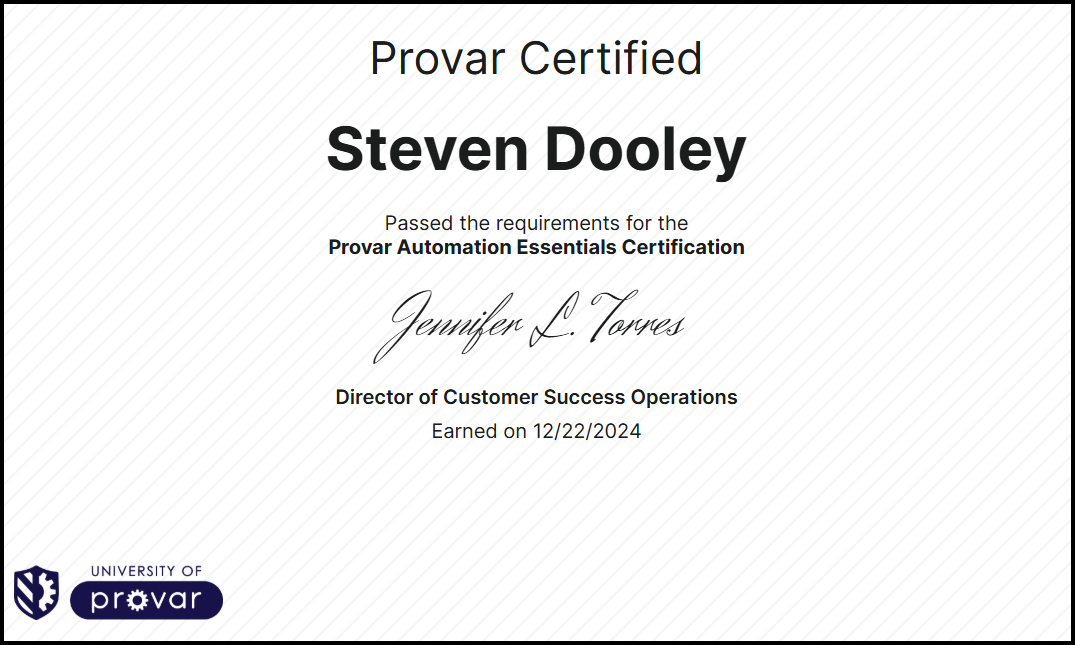 Provar Certified
Steven Dooley
Passed the requirements for the
Provar Automation Essentials Certification
Jennifer L. Torres
Director of Customer Success Operations
Earned on 12/22/2024
UNIVERSITY OF
provar